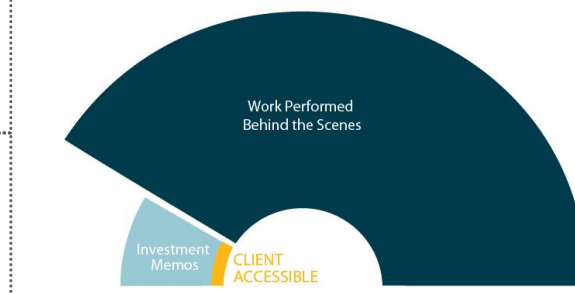 Work Performed
Behind the Scenes
Investment
Memos
CLIENT
ACCESSIBLE